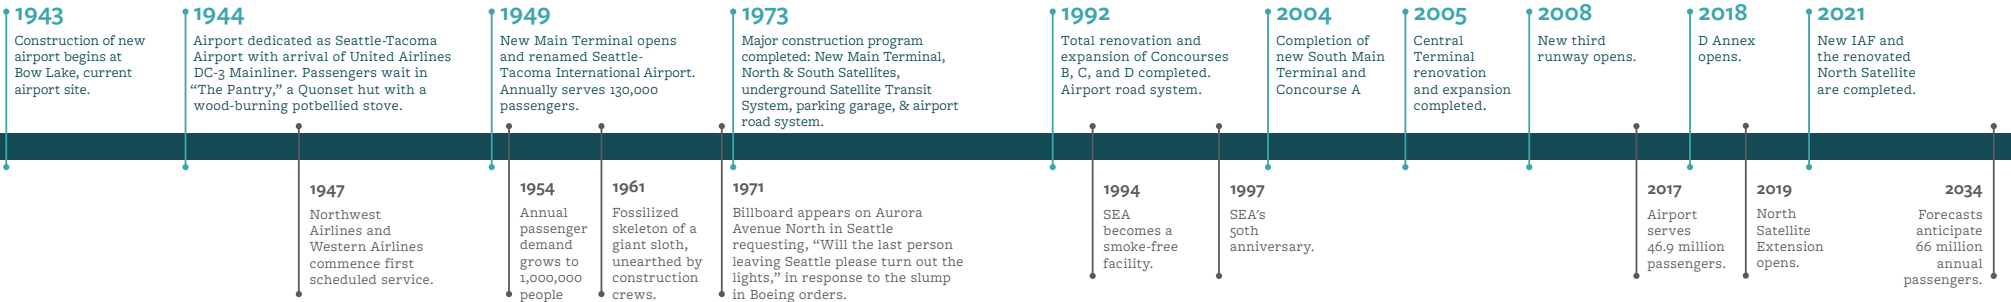 1943
Construction of new
airport begins at
Bow Lake, current
airport site.
1944
Airport dedicated as Seattle-Tacoma
Airport with arrival of United Airlines
DC-3 Mainliner. Passengers wait in
“The Pantry,” a Quonset hut with a
wood-burning potbellied stove.
1949
New Main Terminal opens
and renamed Seattle-
Tacoma International Airport.
Annually serves 130,000
passengers.
1973
Major construction program
completed: New Main Terminal,
North & South Satellites,
underground Satellite Transit
System, parking garage, & airport
road system.
1992
Total renovation and
expansion of Concourses
B, C, and D completed.
Airport road system.
2004
Completion of
new South Main
Terminal and
Concourse A
2005
Central
Terminal
renovation
and expansion
completed.
2008
New third
runway opens.
2018
D Annex
opens.
2021
New IAF and
the renovated
North Satellite
are completed.
1947
Northwest
Airlines and
Western Airlines
commence first
scheduled service.
1954
Annual
passenger
demand
grows to
1,000,000
people
1961
Fossilized
skeleton of a
giant sloth,
unearthed by
construction
crews.
1971
Billboard appears on Aurora
Avenue North in Seattle
requesting, “Will the last person
leaving Seattle please turn out the
lights,” in response to the slump
in Boeing orders.
1994
SEA
becomes a
smoke-free
facility.
1997
SEA's
50th
anniversary.
2017
Airport
serves
46.9 million
passengers.
2019
North
Satellite
Extension
opens.
2034
Forecasts
anticipate
66 million
annual
passengers.